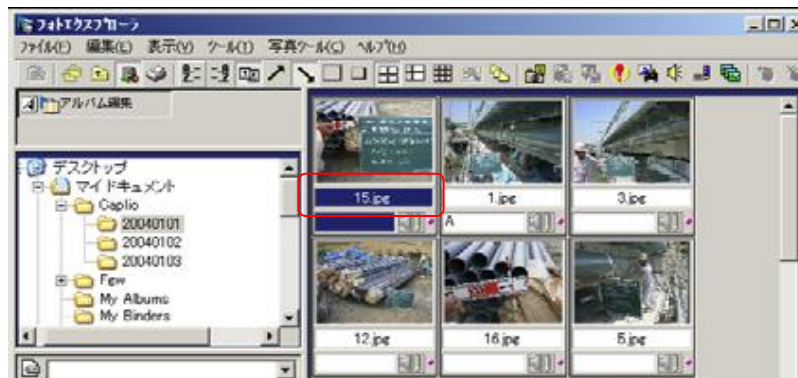 フォトエクスプローラ
ファイル(F) 編集(E) 表示(V) ツール(T) 写真ツール(C) ヘルプ(H)
アルバム編集
デスクトップ
マイ ドキュメント
Caplio
20040101
20040102
20040103
Few
My Albums
My Binders
15.jpg 1.jpg 3.jpg
A
12.jpg 16.jpg 5.jpg